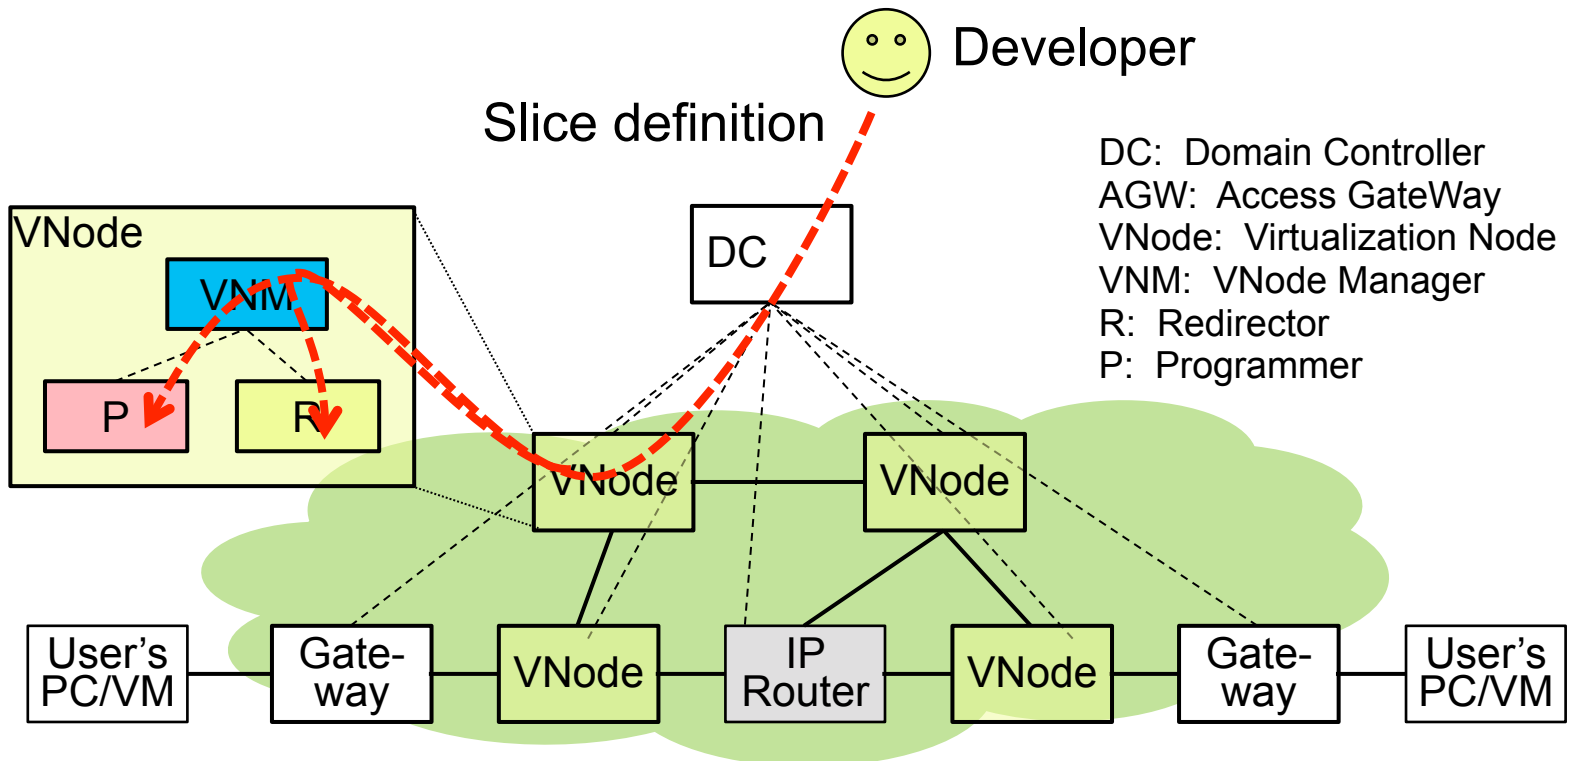 Developer
Slice definition
DC: Domain Controller
AGW: Access GateWay
VNode: Virtualization Node
VNM: VNode Manager
R: Redirector
P: Programmer
VNode
VNM
P
R
DC
VNode
VNode
User's
PC/VM
Gate-
way
VNode
IP
Router
VNode
Gate-
way
User's
PC/VM